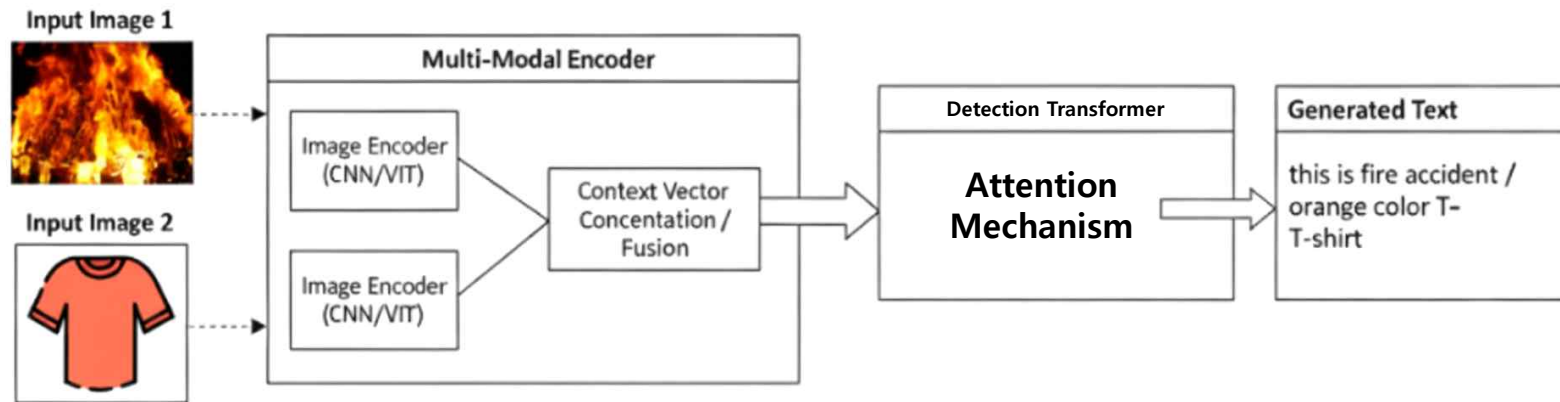 Input Image 1
Multi-Modal Encoder
Image Encoder
(CNN/VIT)
Context Vector
Concentation /
Fusion
Input Image 2
Image Encoder
(CNN/VIT)
Detection Transformer
Attention
Mechanism
Generated Text
this is fire accident /
orange color T-
T-shirt